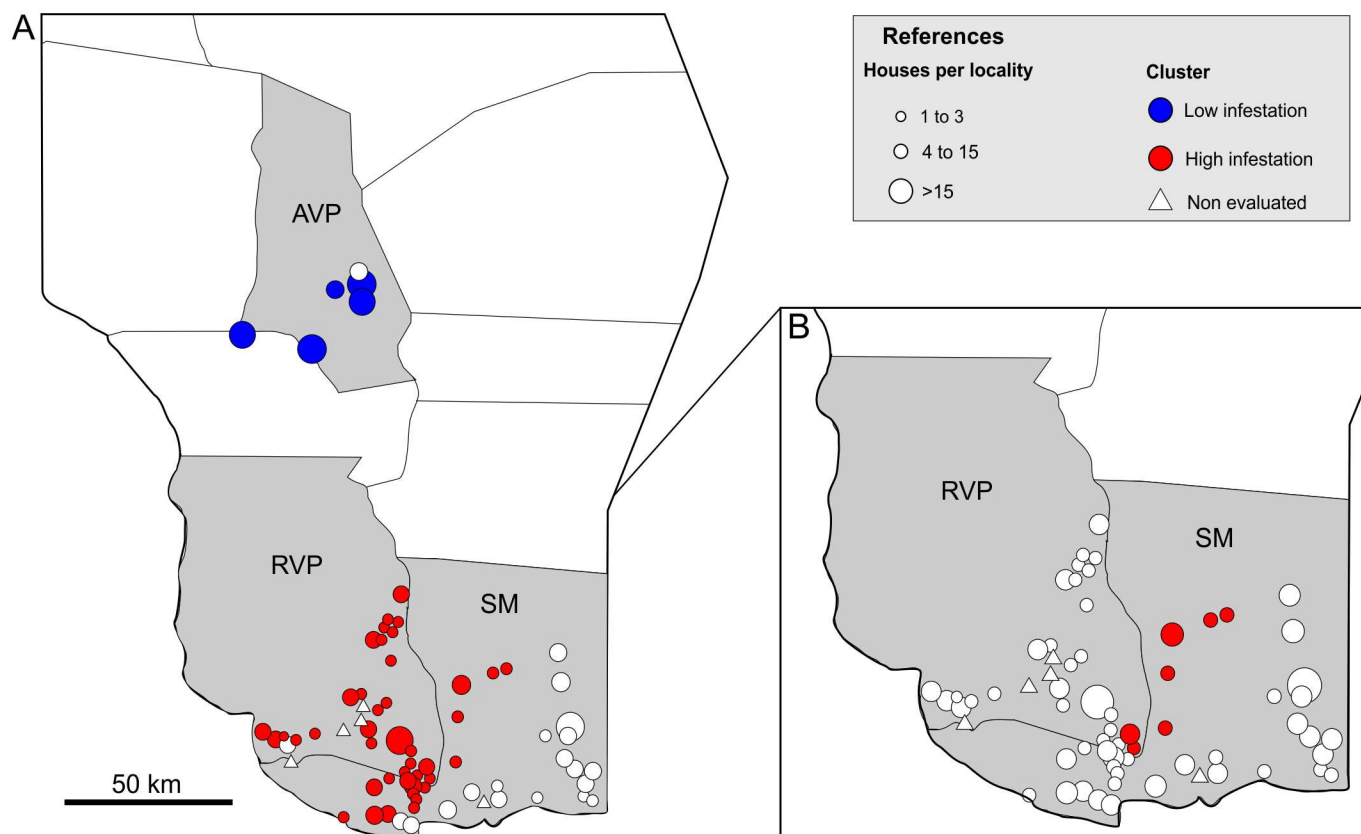 A
AVP
RVP
SM
50 km
References
Houses per locality
1 to 3
4 to 15
>15
Cluster
Low infestation
High infestation
Non evaluated
B
RVP
SM